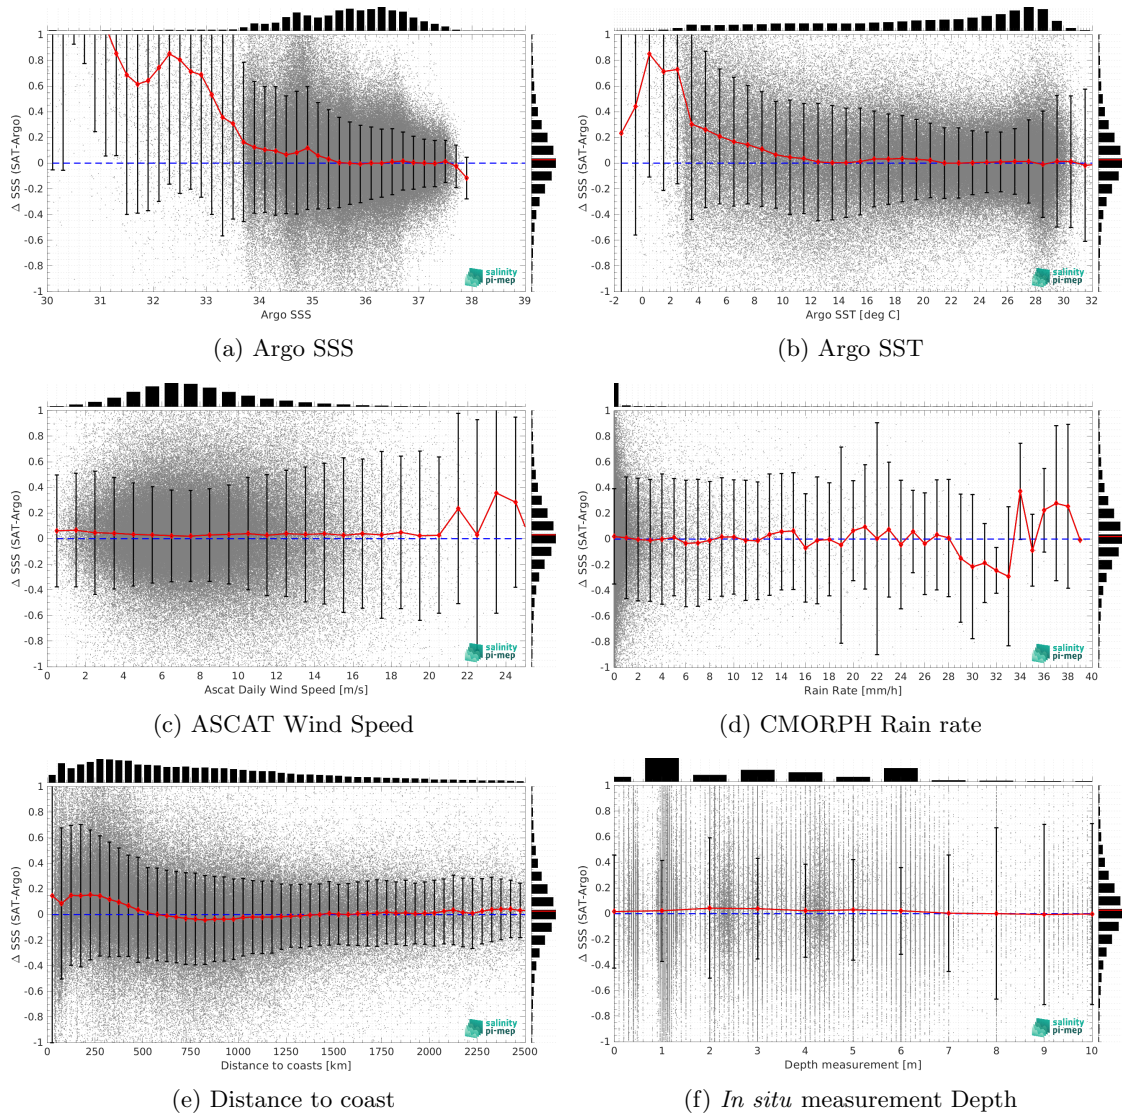 1
0.8
0.6
0.4
0.2
0
-0.2
-0.4
-0.6
-0.8
-1
Δ SSS (SAT-Argo)
salinity
pi-mep
30 31 32 33 34 35 36 37 38 39
Argo SSS
(a) Argo SSS
1
0.8
0.6
0.4
0.2
0
-0.2
-0.4
-0.6
-0.8
-1
Δ SSS (SAT-Argo)
salinity
pi-mep
-2 0 2 4 6 8 10 12 14 16 18 20 22 24 26 28 30 32
Argo SST [deg C]
(b) Argo SST
1
0.8
0.6
0.4
0.2
0
-0.2
-0.4
-0.6
-0.8
-1
Δ SSS (SAT-Argo)
salinity
pi-mep
0 2 4 6 8 10 12 14 16 18 20 22 24
Ascat Daily Wind Speed [m/s]
(c) ASCAT Wind Speed
1
0.8
0.6
0.4
0.2
0
-0.2
-0.4
-0.6
-0.8
-1
Δ SSS (SAT-Argo)
salinity
pi-mep
0 2 4 6 8 10 12 14 16 18 20 22 24 26 28 30 32 34 36 38 40
Rain Rate [mm/h]
(d) CMORPH Rain rate
1
0.8
0.6
0.4
0.2
0
-0.2
-0.4
-0.6
-0.8
-1
Δ SSS (SAT-Argo)
salinity
pi-mep
0 250 500 750 1000 1250 1500 1750 2000 2250 2500
Distance to coasts [km]
(e) Distance to coast
1
0.8
0.6
0.4
0.2
0
-0.2
-0.4
-0.6
-0.8
-1
Δ SSS (SAT-Argo)
salinity
pi-mep
0 1 2 3 4 5 6 7 8 9 10
Depth measurement [m]
(f) In situ measurement Depth